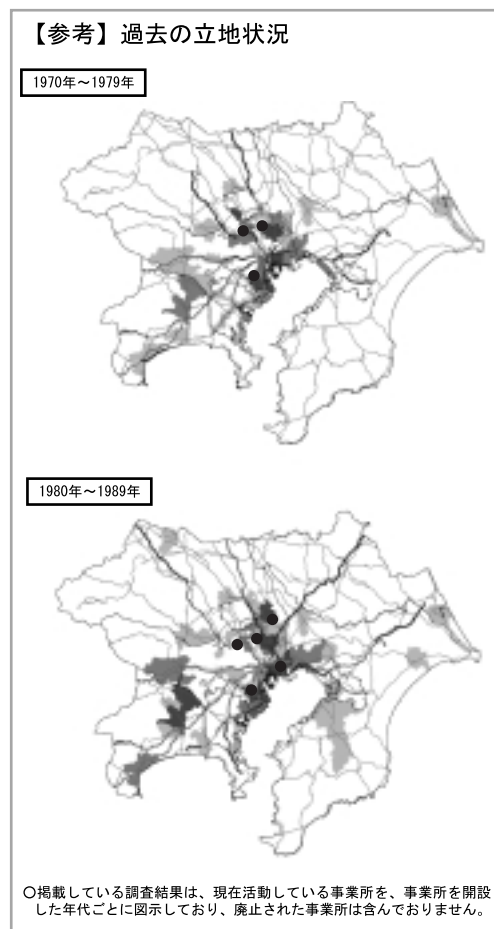 【参考】過去の立地状況
1970年～1979年
1980年～1989年
○掲載している調査結果は、現在活動している事業所を、事業所を開設
した年代ごとに図示しており、廃止された事業所は含んでおりません。